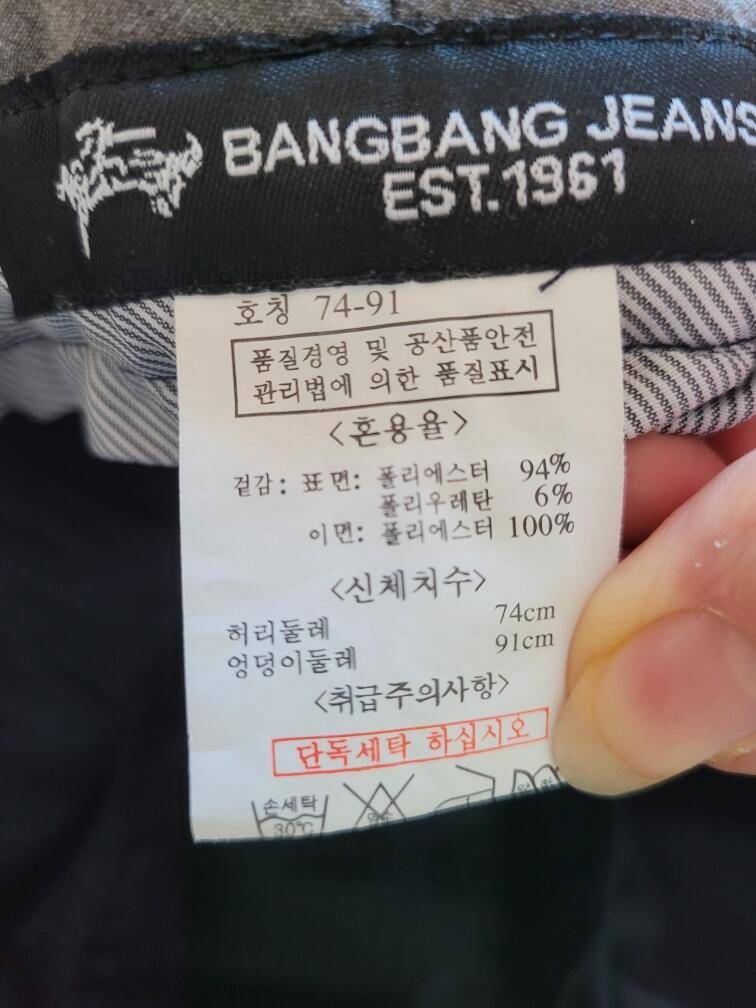 BANGBANG JEANS
EST.1961
호칭 74-91
품질경영 및 공산품안전
관리법에 의한 품질표시
<혼용율>
겉감: 표면: 폴리에스터 94%
폴리우레탄 6%
이면: 폴리에스터 100%
<신체치수>
허리둘레 74cm
엉덩이둘레 91cm
<취급주의사항>
단독세탁 하십시오
손세탁
30℃